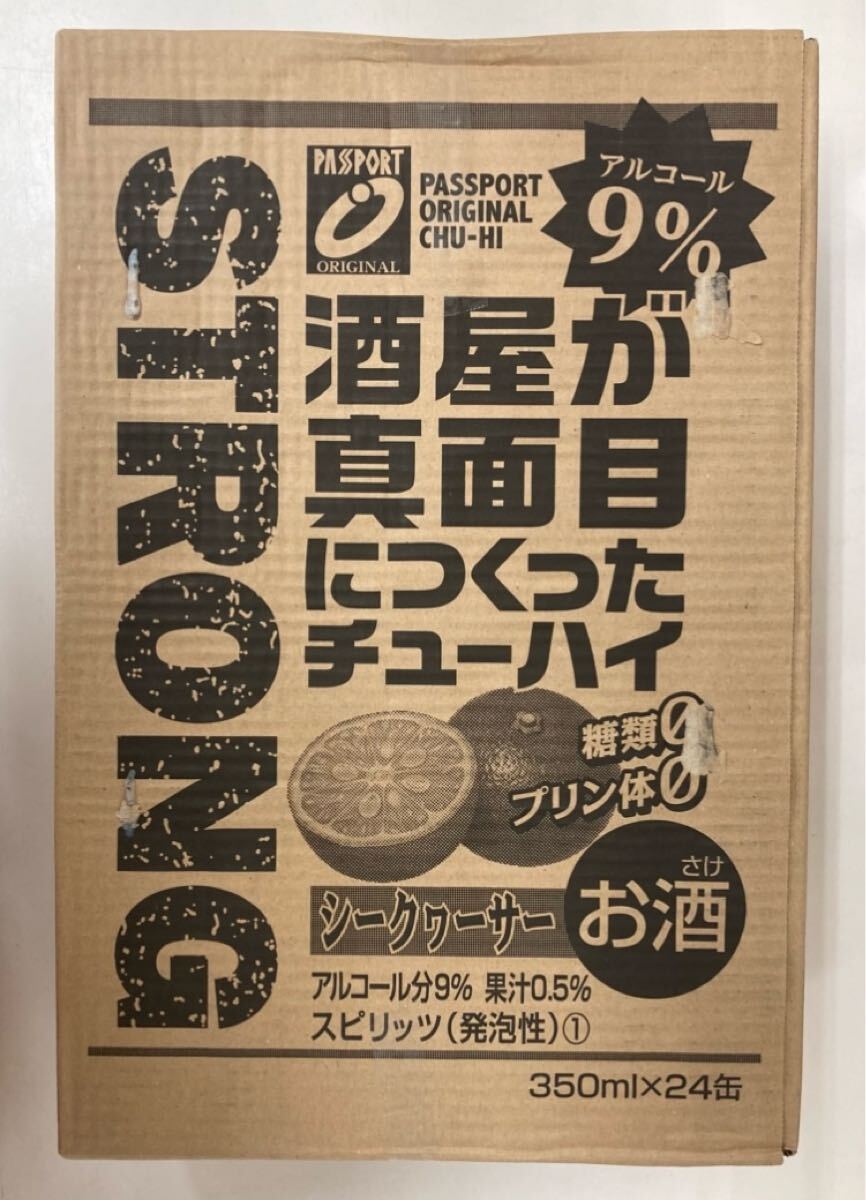 STRONG
PASSPORT
ORIGINAL
PASSPORT
ORIGINAL
CHU-HI
アルコール
9%
酒屋が
真面目
につくった
チューハイ
糖類0
プリン体0
シークヮーサー
さけ
お酒
アルコール分9% 果汁0.5%
スピリッツ(発泡性)①
350ml×24缶